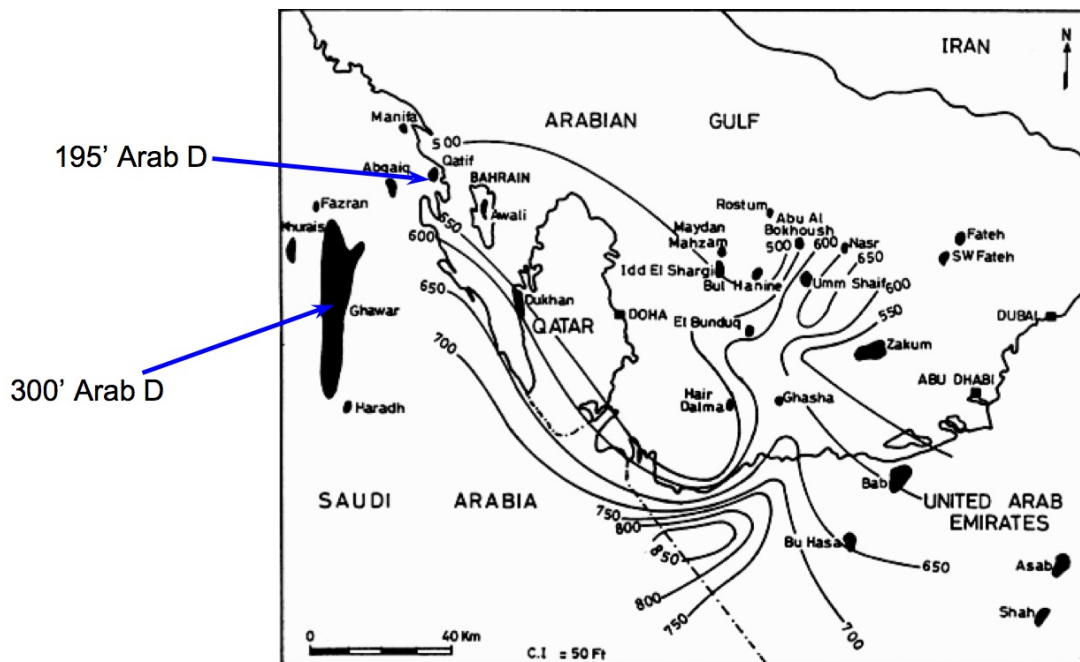 195' Arab D
300' Arab D
IRAN
N
ARABIAN GULF
Manifa
Abqaiq
Qatif
BAHRAIN
Awali
Fazran
Khurais
Ghawar
Haradh
Dukhan
QATAR
DOHA
Maydan
Mahzam
Idd El Shargi
Bul Hanine
Rostum
Abu Al
Bokhoush
Nasr
Umm Shaif
Fateh
SW Fateh
El Bunduq
DUBAI
Zakum
ABU DHABI
Hair
Dalma
Ghasha
Bab
UNITED ARAB
EMIRATES
SAUDI ARABIA
Bu Hasa
Asab
Shah
500
550
600
650
700
750
800
850
800
750
700
650
500
600
650
600
550
0 40 Km
C.I = 50 Ft